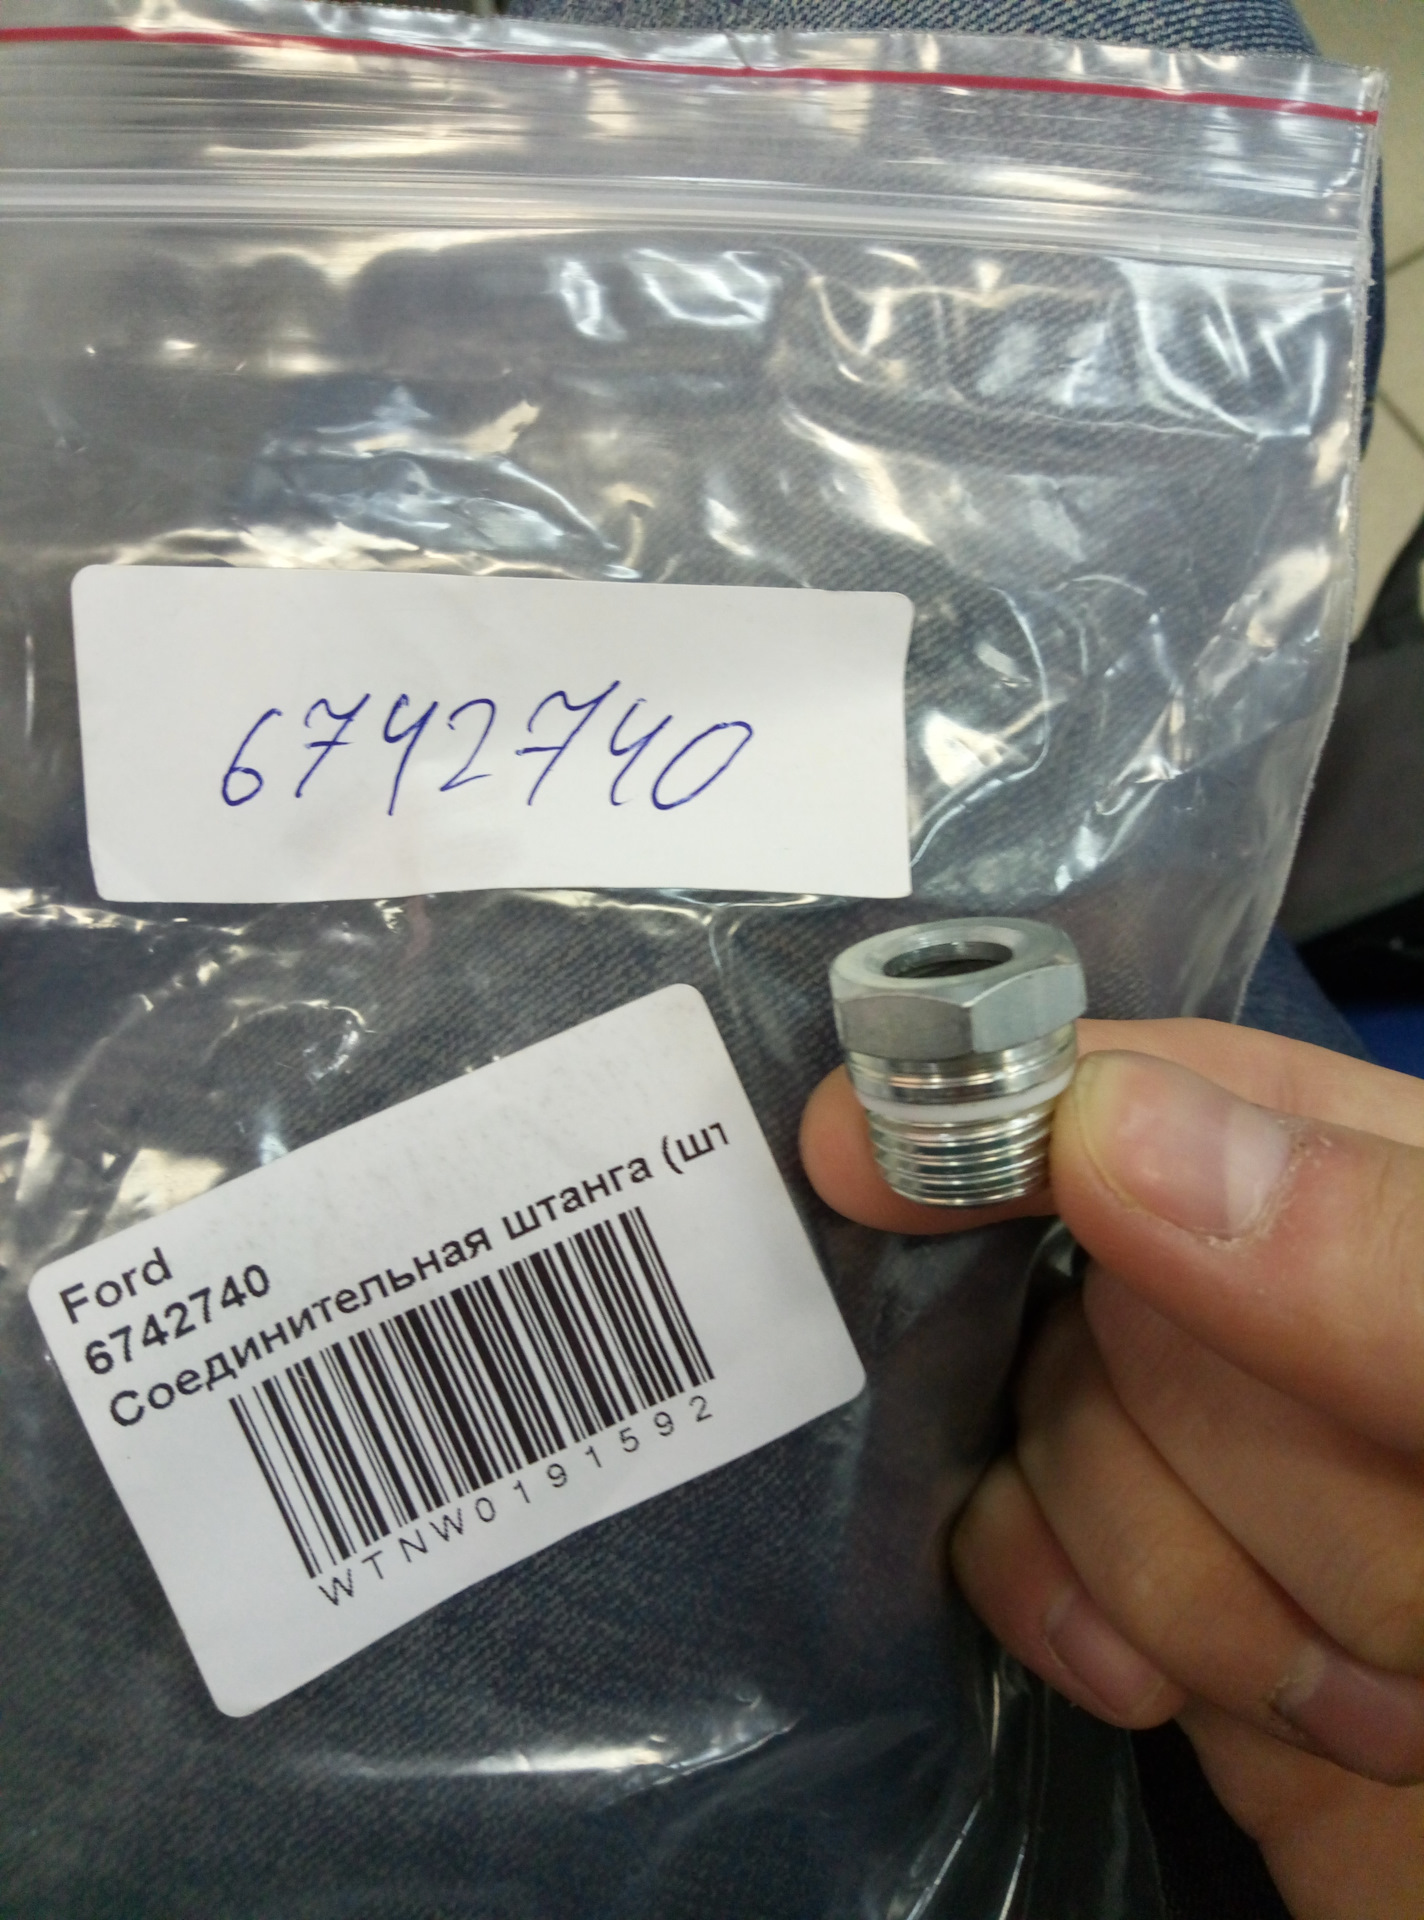 6742740
Ford
6742740
Соединительная штанга (шт
WTNW0191592